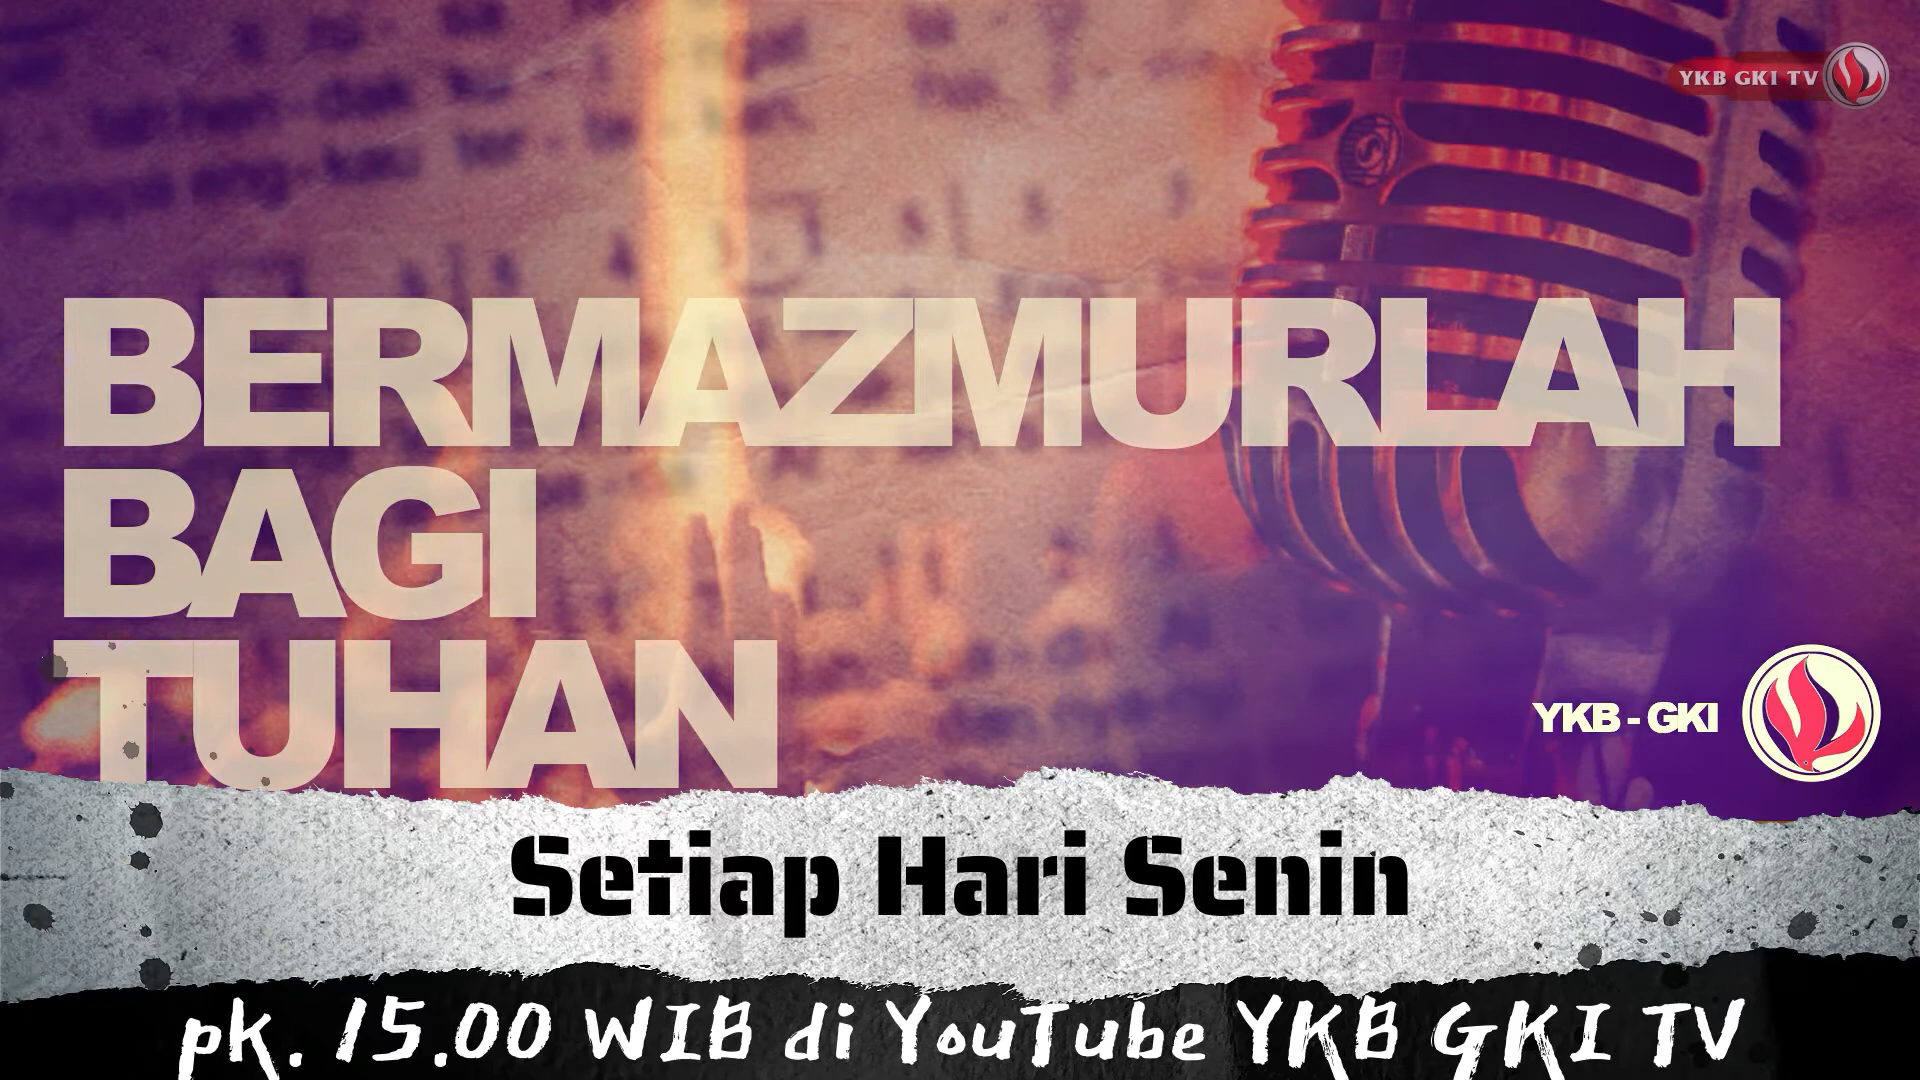 YKB GKI TV
BERMAZMURLAH
BAGI
TUHAN
YKB - GKI
Setiap Hari Senin
pk. 15.00 WIB di YouTube YKB GKI TV